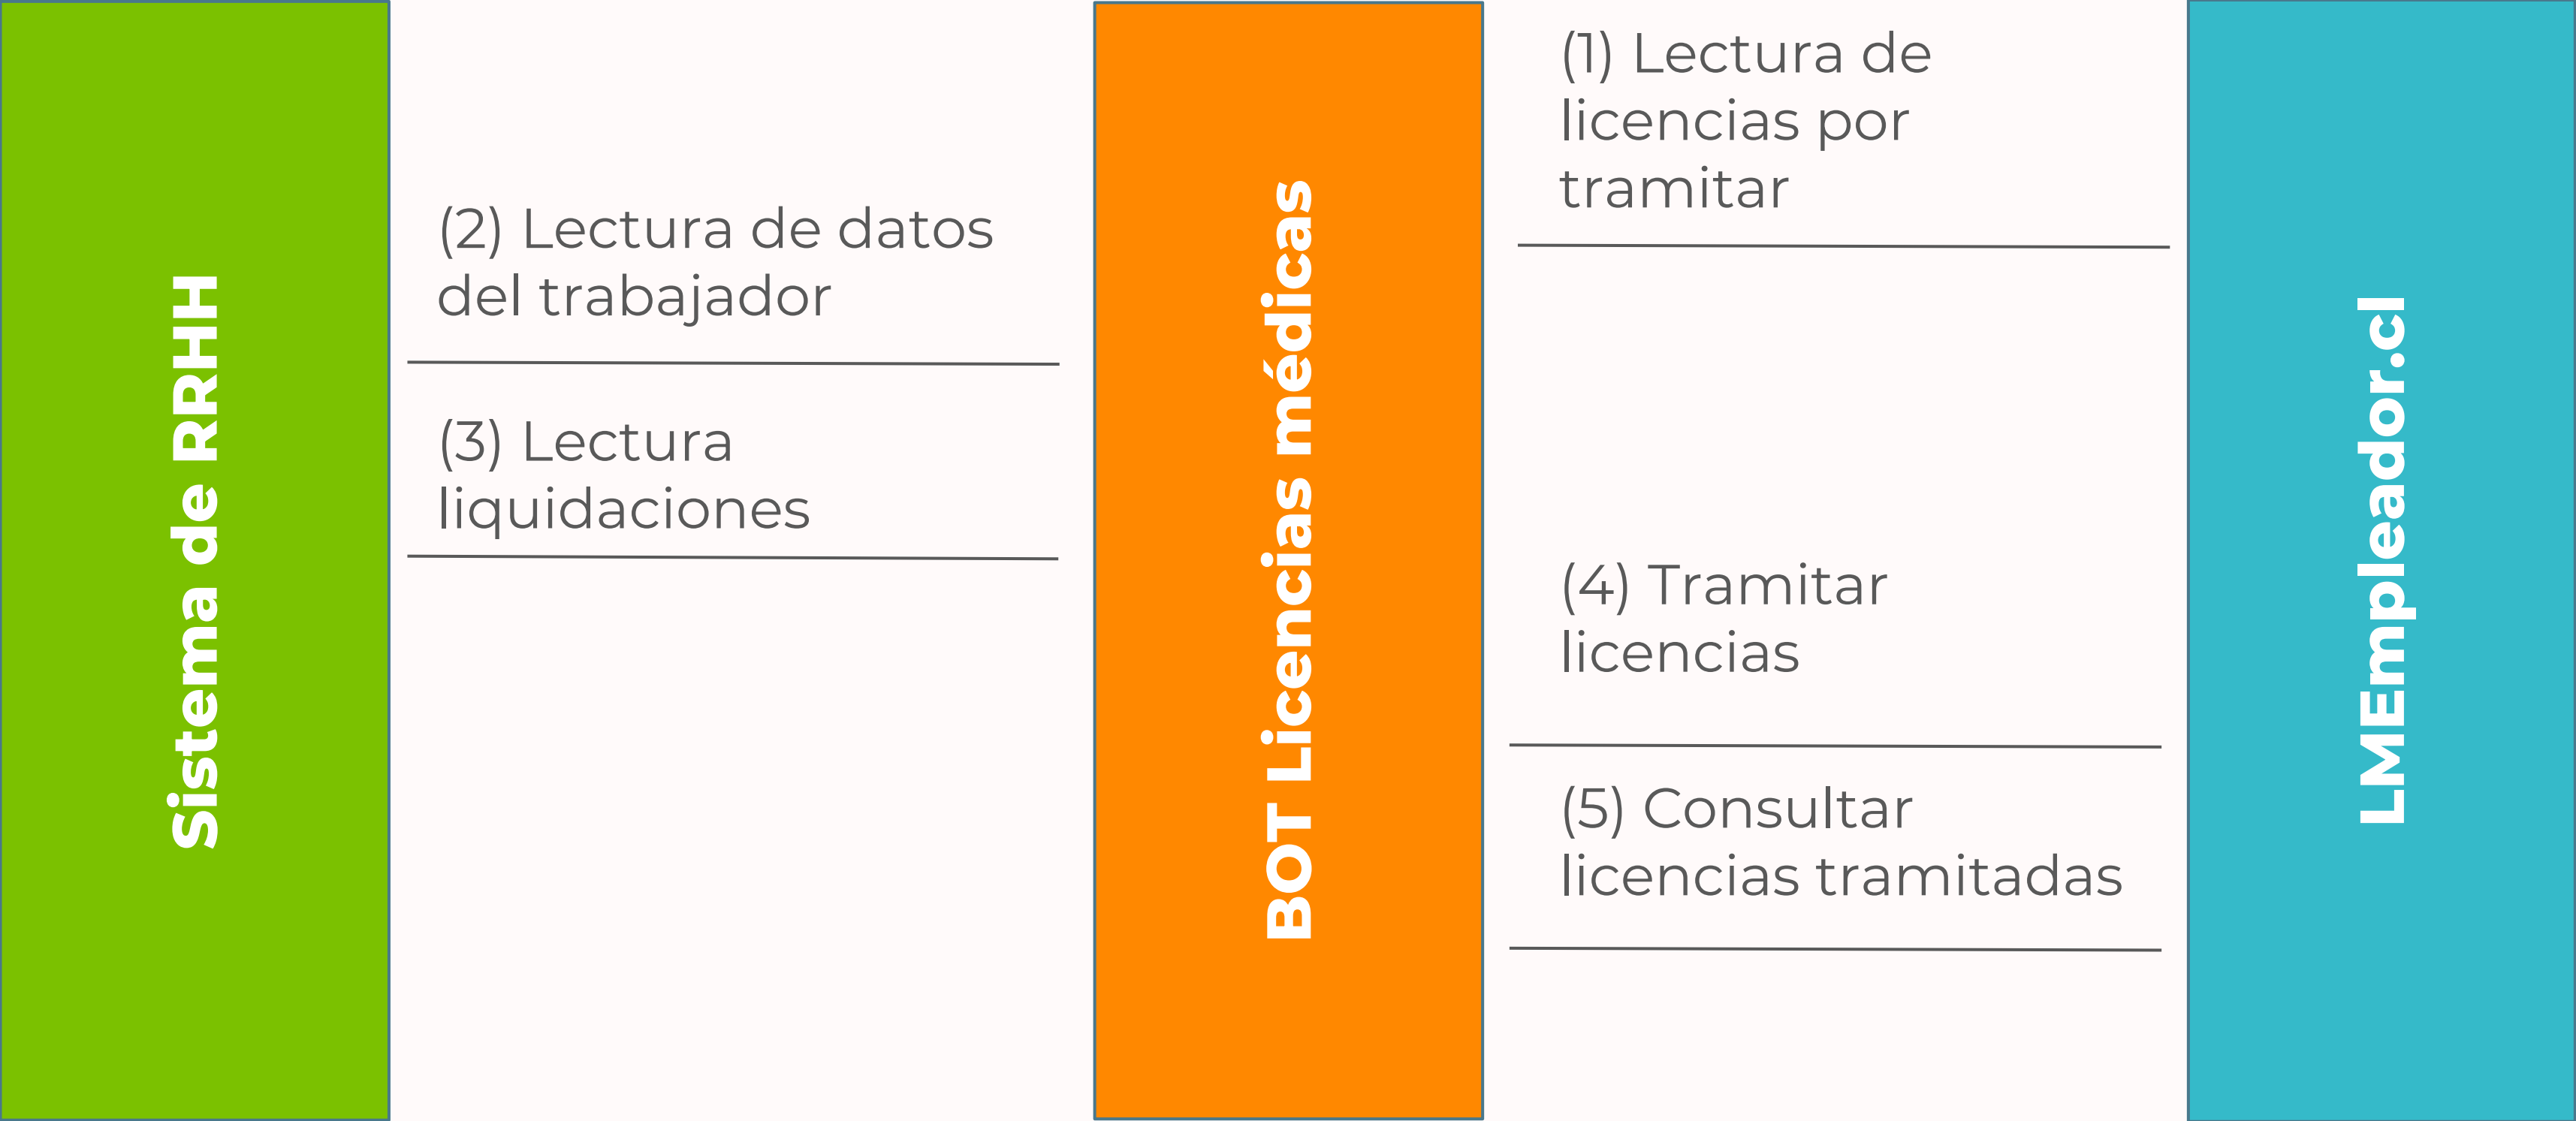 Sistema de RRHH
(2) Lectura de datos
del trabajador
(3) Lectura
liquidaciones
BOT Licencias médicas
(1) Lectura de
licencias por
tramitar
(4) Tramitar
licencias
(5) Consultar
licencias tramitadas
LMEmpleador.cl